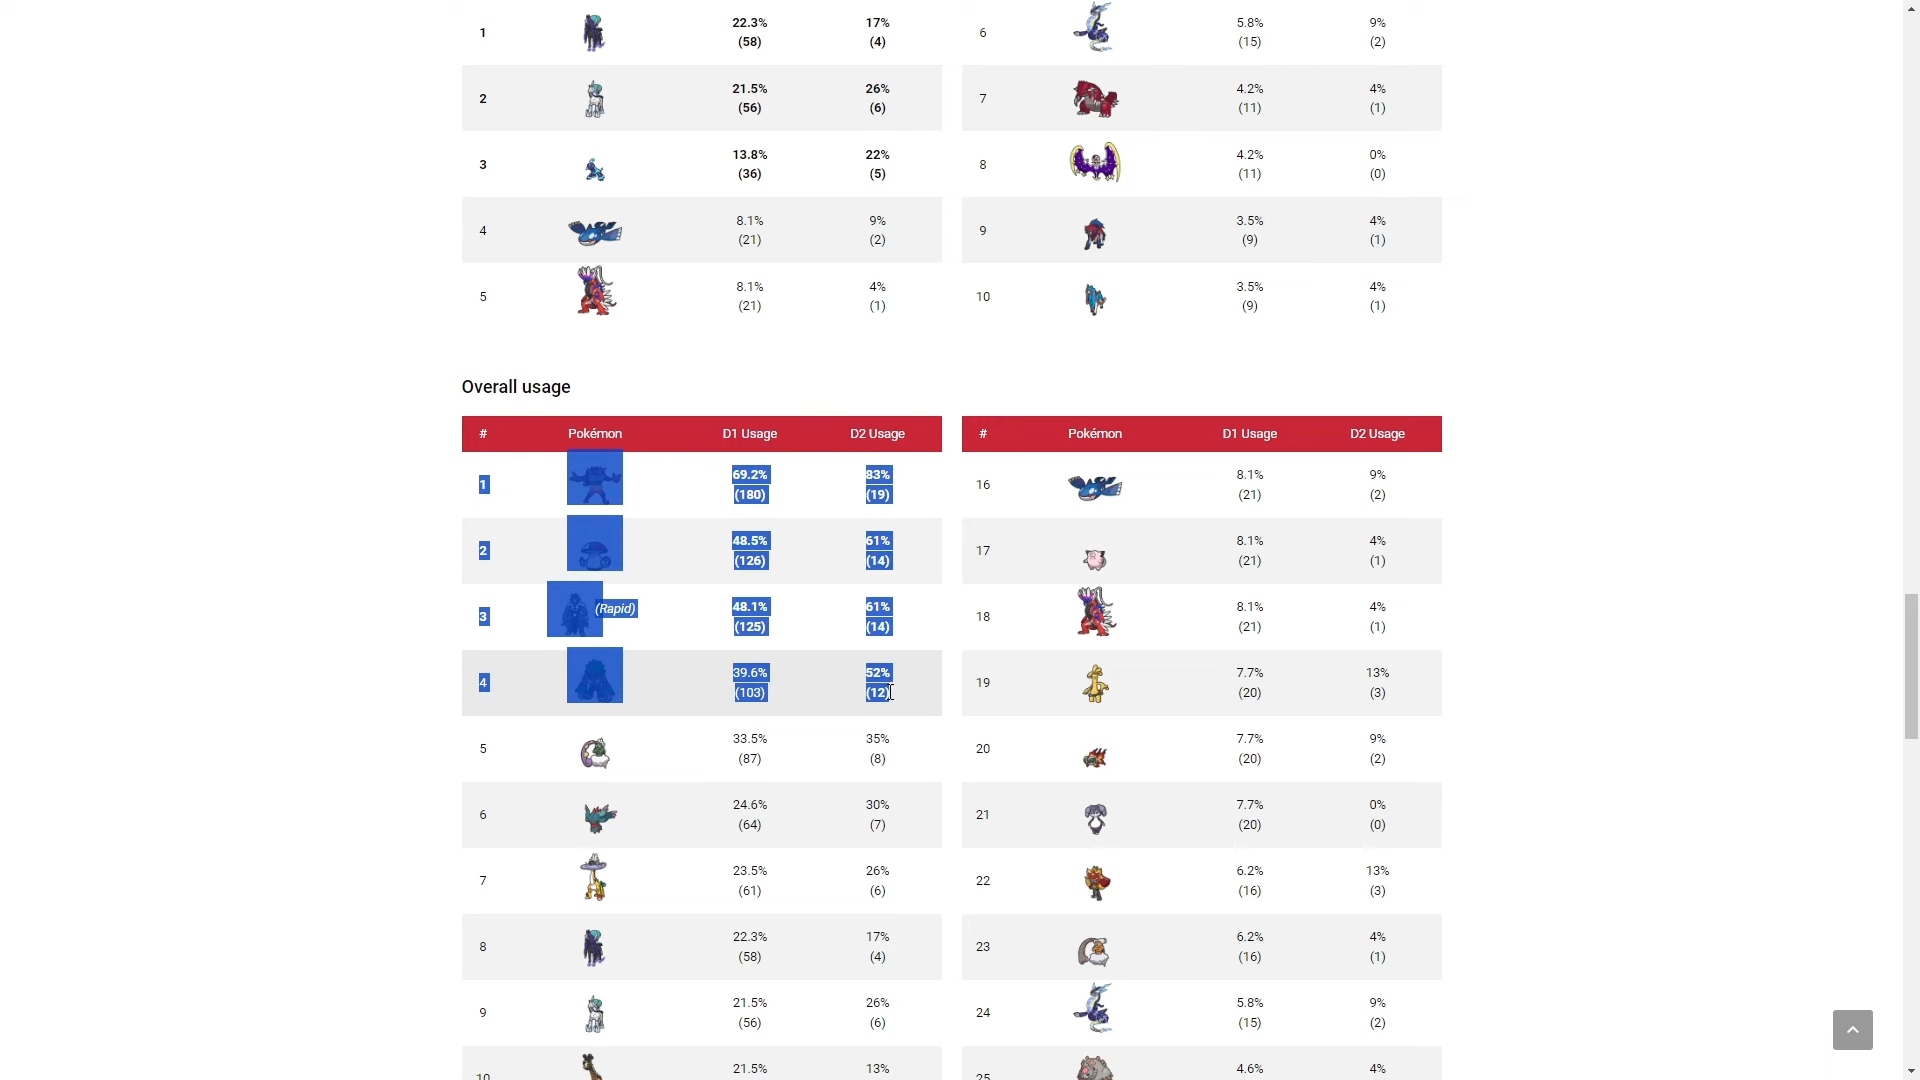 1 22.3% 17% 6 5.8% 9%
(58) (4) (15) (2)
2 21.5% 26% 7 4.2% 4%
(56) (6) (11) (1)
3 13.8% 22% 8 4.2% 0%
(36) (5) (11) (0)
4 8.1% 9% 9 3.5% 4%
(21) (2) (9) (1)
5 8.1% 4% 10 3.5% 4%
(21) (1) (9) (1)
Overall usage
# Pokémon D1 Usage D2 Usage # Pokémon D1 Usage D2 Usage
1 69.2% 83% 16 8.1% 9%
(180) (19) (21) (2)
2 48.5% 61% 17 8.1% 4%
(126) (14) (21) (1)
3 (Rapid) 48.1% 61% 18 8.1% 4%
(125) (14) (21) (1)
4 39.6% 52% 19 7.7% 13%
(103) (12) (20) (3)
5 33.5% 35% 20 7.7% 9%
(87) (8) (20) (2)
6 24.6% 30% 21 7.7% 0%
(64) (7) (20) (0)
7 23.5% 26% 22 6.2% 13%
(61) (6) (16) (3)
8 22.3% 17% 23 6.2% 4%
(58) (4) (16) (1)
9 21.5% 26% 24 5.8% 9%
(56) (6) (15) (2)
10 21.5% 13% 25 4.6% 4%